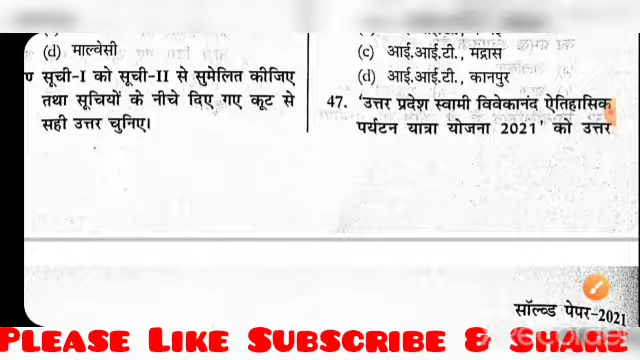 (d) माल्वेसी
सूची-I को सूची-II से सुमेलित कीजिए
तथा सूचियों के नीचे दिए गए कूट से
सही उत्तर चुनिए।
(c) आई.आई.टी., मद्रास
(d) आई.आई.टी., कानपुर
47. 'उत्तर प्रदेश स्वामी विवेकानंद ऐतिहासिक
पर्यटन यात्रा योजना 2021' को उत्तर
सॉल्व्ड पेपर-2021
PLEASE LIKE SUBSCRIBE & SHARE